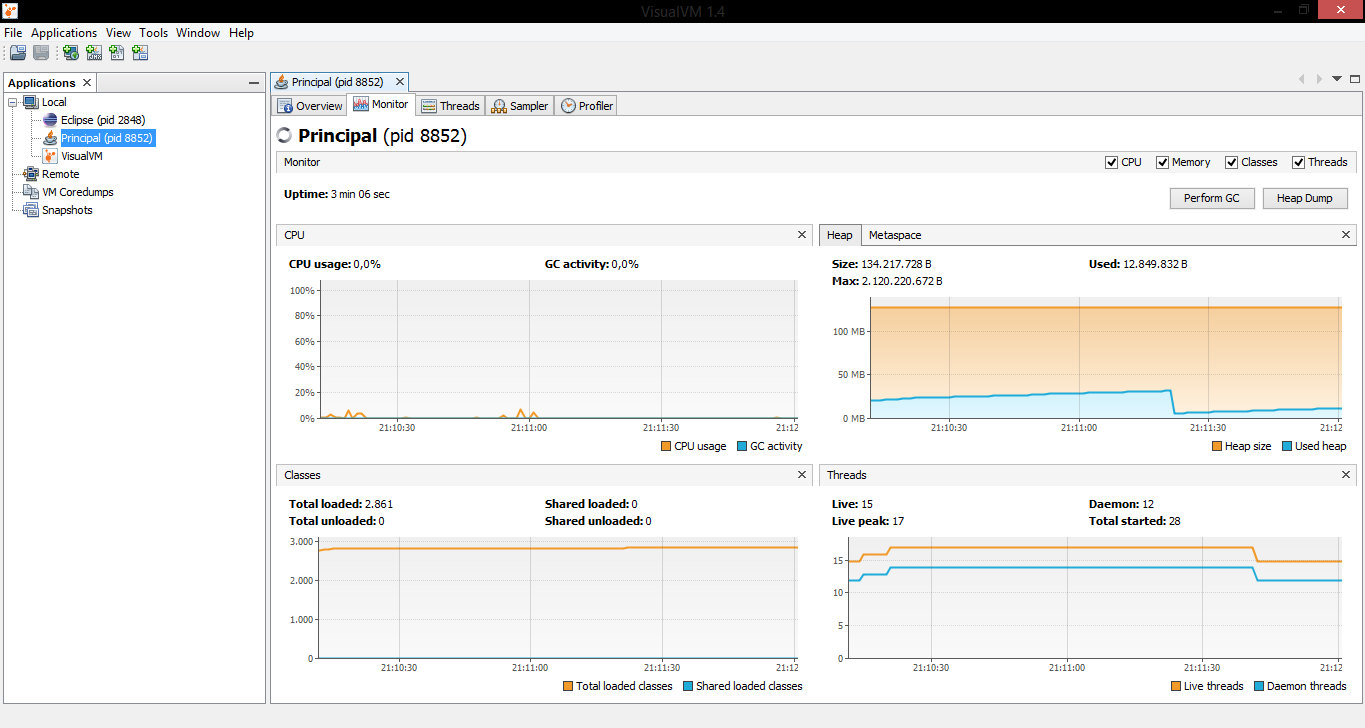 VisualVM 1.4
File Applications View Tools Window Help
Applications
Local
Eclipse (pid 2848)
Principal (pid 8852)
VisualVM
Remote
VM Coredumps
Snapshots
Principal (pid 8852)
Overview Monitor Threads Sampler Profiler
Principal (pid 8852)
Monitor CPU Memory Classes Threads
Uptime: 3 min 06 sec Perform GC Heap Dump
CPU
CPU usage: 0,0% GC activity: 0,0%
100%
80%
60%
40%
20%
0%
21:10:30 21:11:00 21:11:30 21:12
CPU usage GC activity
Heap Metaspace
Size: 134.217.728 B Used: 12.849.832 B
Max: 2.120.220.672 B
100 MB
50 MB
0 MB
21:10:30 21:11:00 21:11:30 21:12
Heap size Used heap
Classes
Total loaded: 2.861 Shared loaded: 0
Total unloaded: 0 Shared unloaded: 0
3.000
2.000
1.000
0
21:10:30 21:11:00 21:11:30 21:12
Total loaded classes Shared loaded classes
Threads
Live: 15 Daemon: 12
Live peak: 17 Total started: 28
15
10
5
0
21:10:30 21:11:00 21:11:30 21:12
Live threads Daemon threads